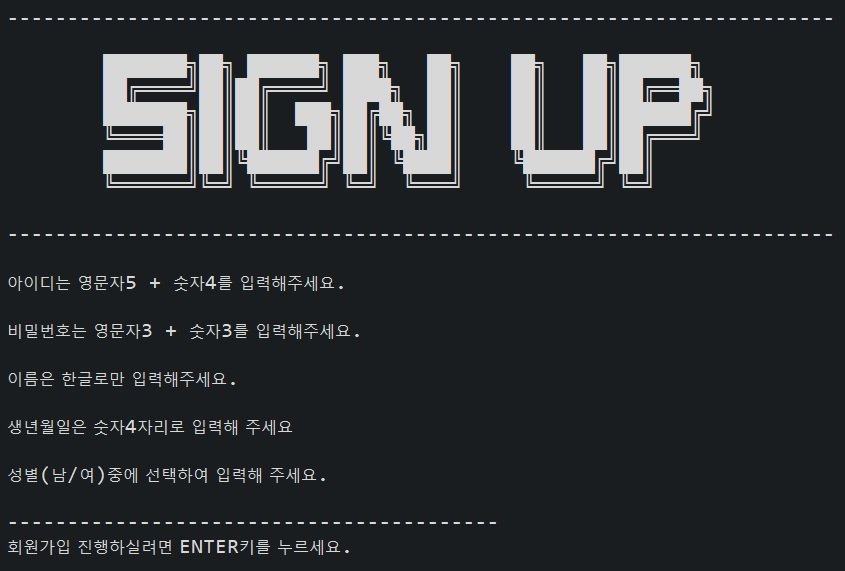 SIGN UP
아이디는 영문자5 + 숫자4를 입력해주세요.
비밀번호는 영문자3 + 숫자3를 입력해주세요.
이름은 한글로만 입력해주세요.
생년월일은 숫자4자리로 입력해 주세요
성별(남/여)중에 선택하여 입력해 주세요.
회원가입 진행하실려면 ENTER키를 누르세요.